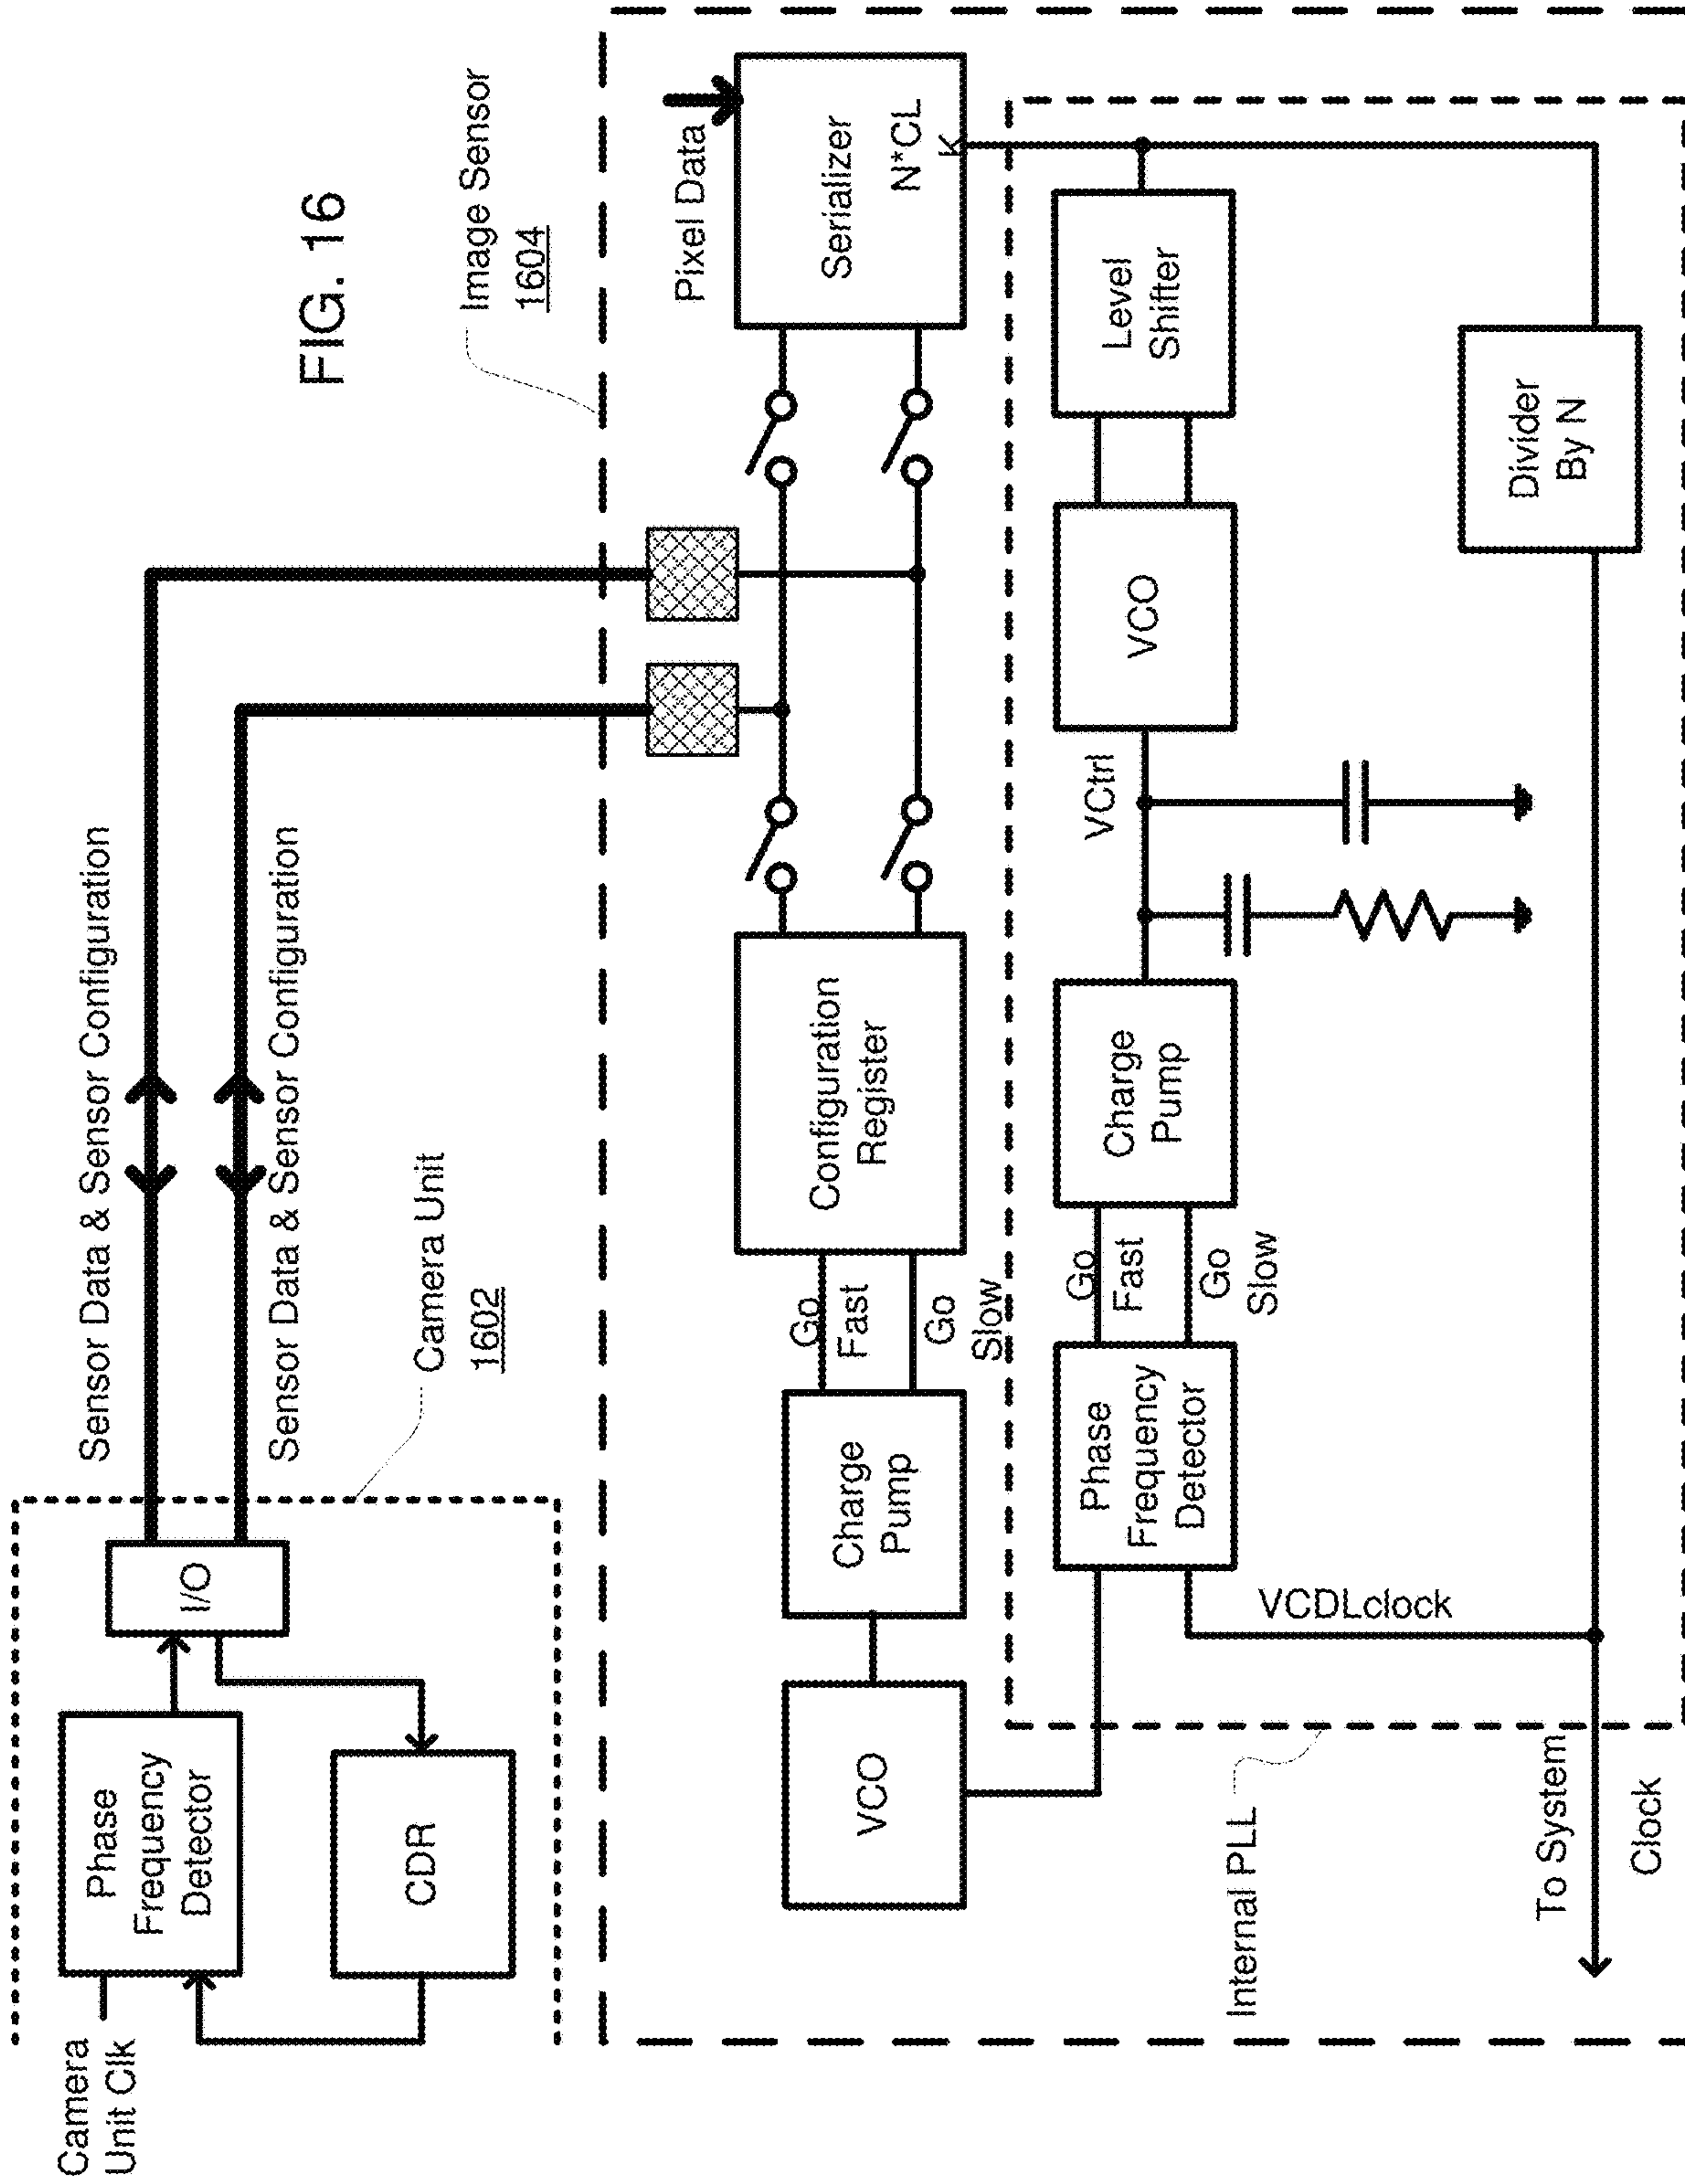 FIG. 16
Camera
Unit Clk
Phase
Frequency
Detector
CDR
I/O
Sensor Data & Sensor Configuration
Sensor Data & Sensor Configuration
Camera Unit
1602
Image Sensor
1604
VCO
Charge
Pump
Go
Fast
Go
Slow
Configuration
Register
Pixel Data
Serializer
N*CL
K
Internal PLL
Phase
Frequency
Detector
Go
Fast
Go
Slow
Charge
Pump
VCtrl
VCO
Level
Shifter
VCDLclock
Divider
By N
To System
Clock